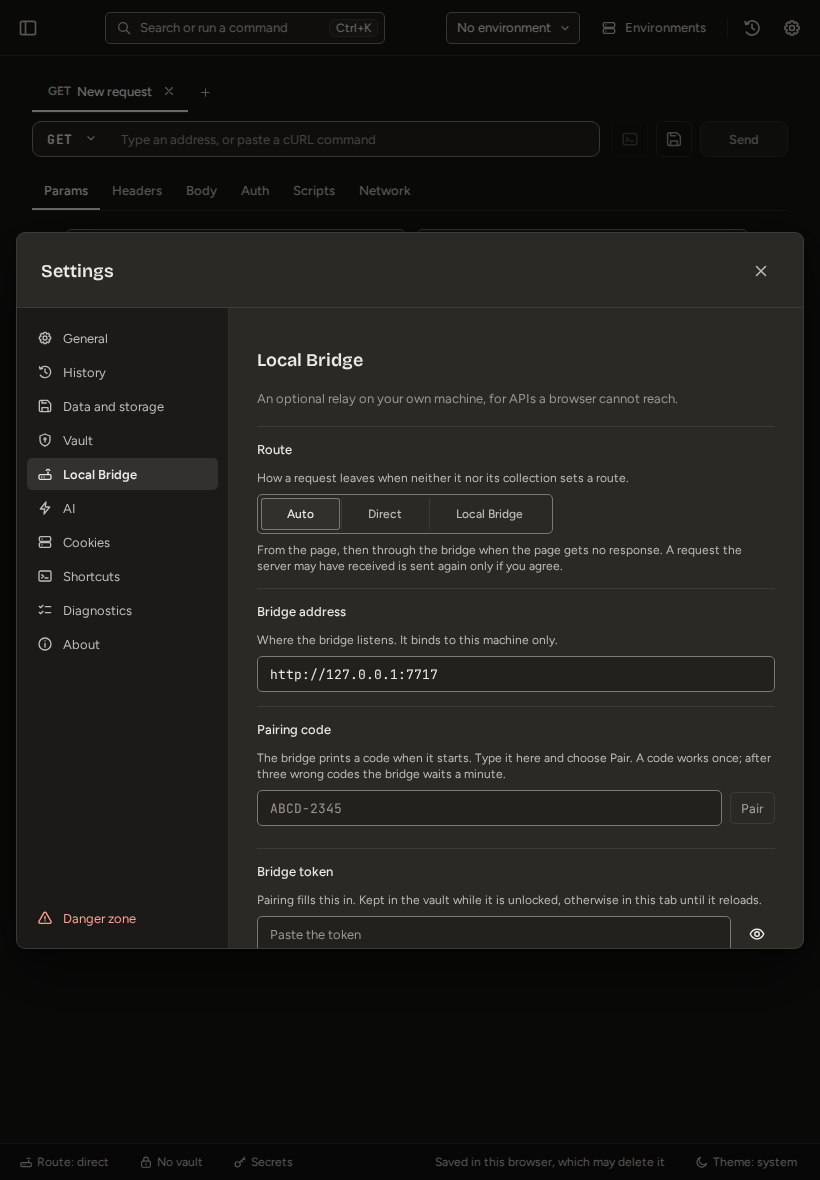 Search or run a command Ctrl+K No environment Environments
GET New request
GET Type an address, or paste a cURL command Send
Params Headers Body Auth Scripts Network
Settings
General
History
Data and storage
Vault
Local Bridge
AI
Cookies
Shortcuts
Diagnostics
About
Danger zone
Local Bridge
An optional relay on your own machine, for APIs a browser cannot reach.
Route
How a request leaves when neither it nor its collection sets a route.
Auto Direct Local Bridge
From the page, then through the bridge when the page gets no response. A request the
server may have received is sent again only if you agree.
Bridge address
Where the bridge listens. It binds to this machine only.
http://127.0.0.1:7717
Pairing code
The bridge prints a code when it starts. Type it here and choose Pair. A code works once; after
three wrong codes the bridge waits a minute.
ABCD-2345 Pair
Bridge token
Pairing fills this in. Kept in the vault while it is unlocked, otherwise in this tab until it reloads.
Paste the token
Route: direct No vault Secrets Saved in this browser, which may delete it Theme: system